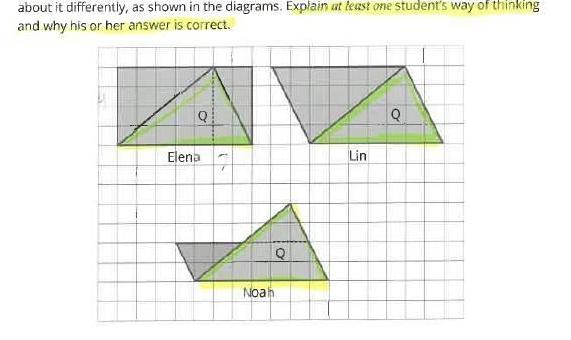 about it differently, as shown in the diagrams. Explain at least one student's way of thinking
and why his or her answer is correct.
Q
Q
Elena
7
Lin
Q
Noah